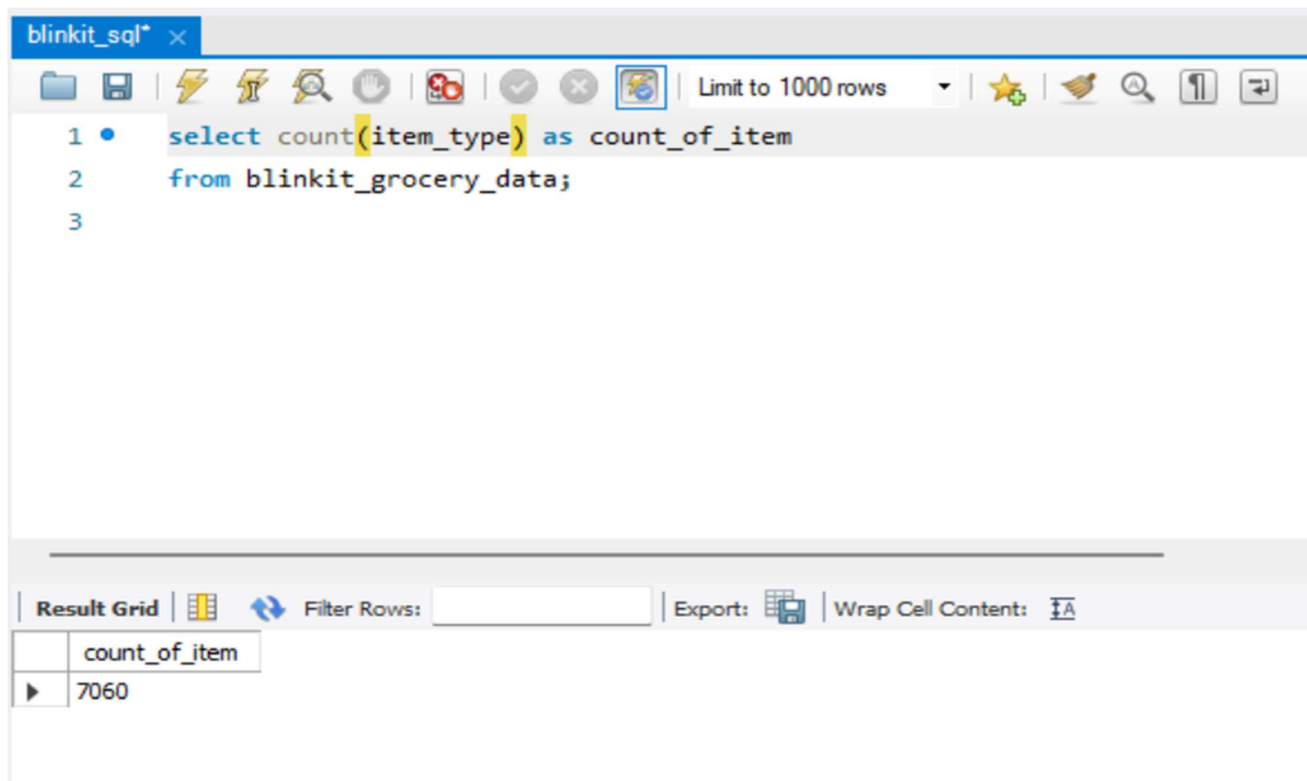 blinkit_sql*
Limit to 1000 rows
1 select count(item_type) as count_of_item
2 from blinkit_grocery_data;
3
Result Grid Filter Rows: Export: Wrap Cell Content:
count_of_item
7060